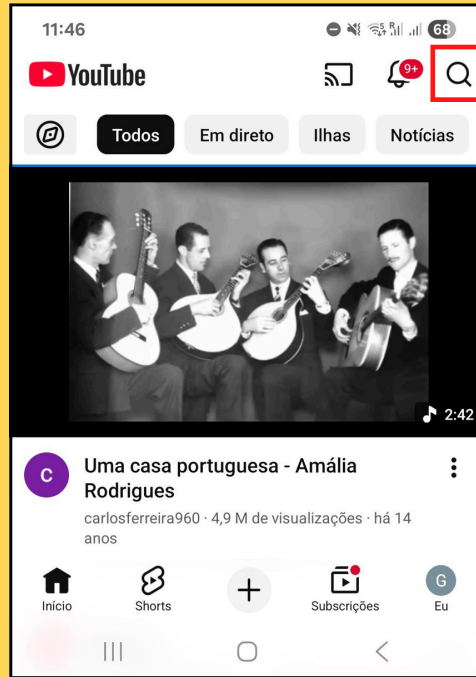 11:46
68
YouTube
9+
Todos
Em direto
Ilhas
Notícias
2:42
C
Uma casa portuguesa - Amália
Rodrigues
carlosferreira960 · 4,9 M de visualizações · há 14
anos
Início
Shorts
Subscrições
G
Eu